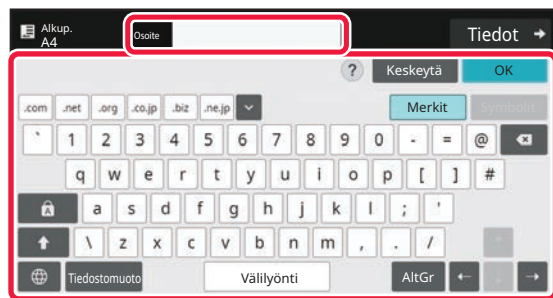 Alkup.
A4
Osoite
Tiedot
? Keskeytä OK
.com .net .org .co.jp .biz .ne.jp Merkit Symbolit
` 1 2 3 4 5 6 7 8 9 0 - = @
q w e r t y u i o p [ ] #
A a s d f g h j k l ; '
\ z x c v b n m , . /
Tiedostomuoto Välilyönti AltGr